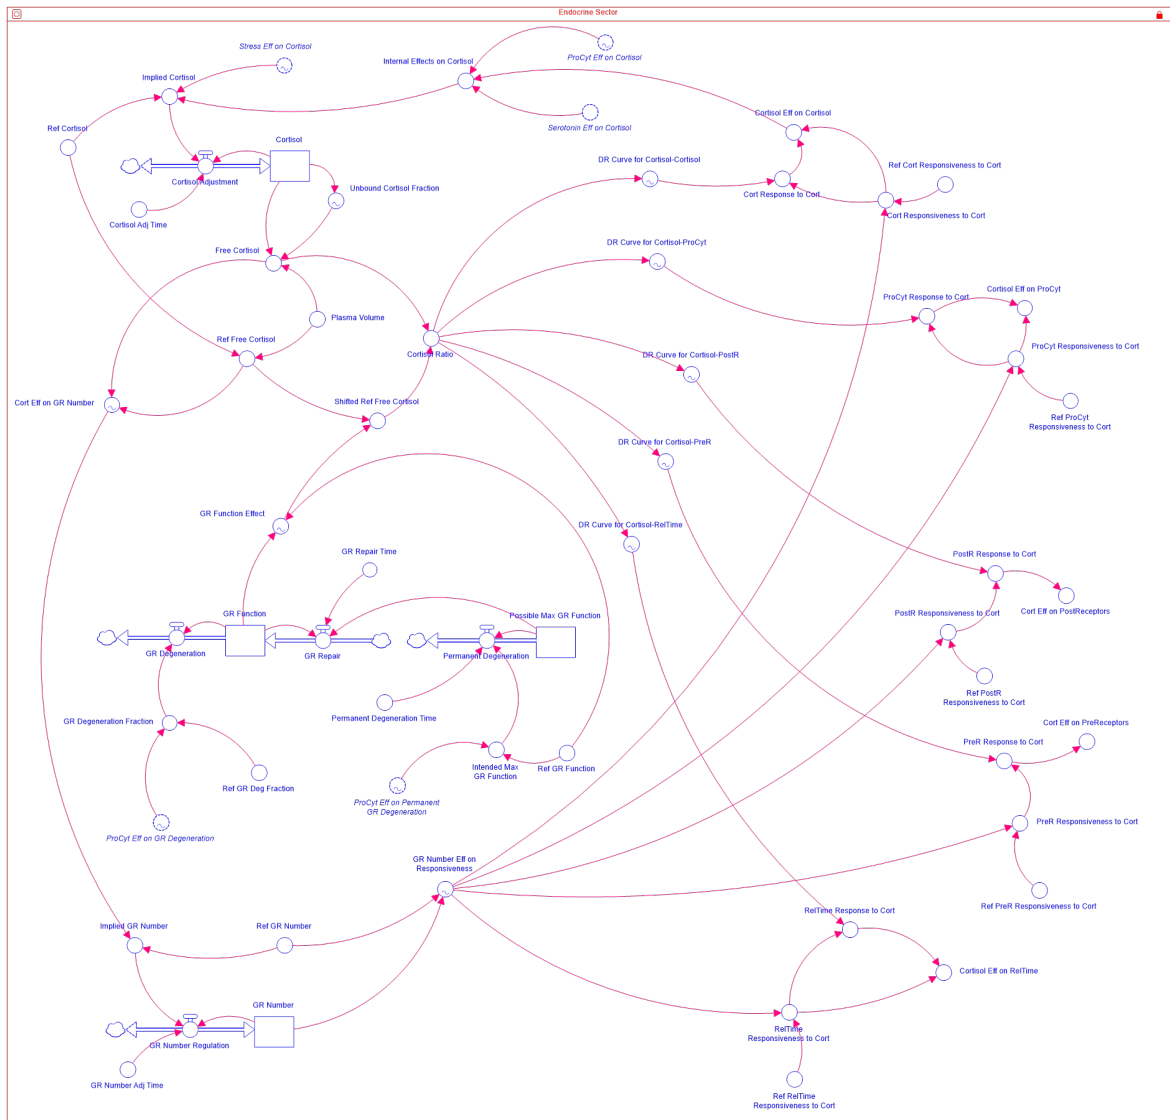 Endocrine Sector
Stress Eff on Cortisol
ProCyt Eff on Cortisol
Internal Effects on Cortisol
Implied Cortisol
Cortisol Eff on Cortisol
Ref Cortisol
Serotonin Eff on Cortisol
Cortisol
DR Curve for Cortisol-Cortisol
Ref Cort Responsiveness to Cort
Cortisol Adjustment
Unbound Cortisol Fraction
Cort Response to Cort
Cort Responsiveness to Cort
Cortisol Adj Time
Free Cortisol
DR Curve for Cortisol-ProCyt
Cortisol Eff on ProCyt
ProCyt Response to Cort
Plasma Volume
Ref Free Cortisol
Cortisol Ratio
DR Curve for Cortisol-PostR
ProCyt Responsiveness to Cort
Cort Eff on GR Number
Shifted Ref Free Cortisol
Ref ProCyt
Responsiveness to Cort
DR Curve for Cortisol-PreR
GR Function Effect
DR Curve for Cortisol-RelTime
GR Repair Time
PostR Response to Cort
GR Function
Possible Max GR Function
PostR Responsiveness to Cort
Cort Eff on PostReceptors
GR Degeneration
GR Repair
Permanent Degeneration
Ref PostR
Responsiveness to Cort
Permanent Degeneration Time
GR Degeneration Fraction
Cort Eff on PreReceptors
PreR Response to Cort
Intended Max
GR Function
Ref GR Function
Ref GR Deg Fraction
ProCyt Eff on Permanent
GR Degeneration
ProCyt Eff on GR Degeneration
PreR Responsiveness to Cort
GR Number Eff on
Responsiveness
Ref PreR Responsiveness to Cort
RelTime Response to Cort
Implied GR Number
Ref GR Number
Cortisol Eff on RelTime
GR Number
RelTime
Responsiveness to Cort
GR Number Regulation
GR Number Adj Time
Ref RelTime
Responsiveness to Cort